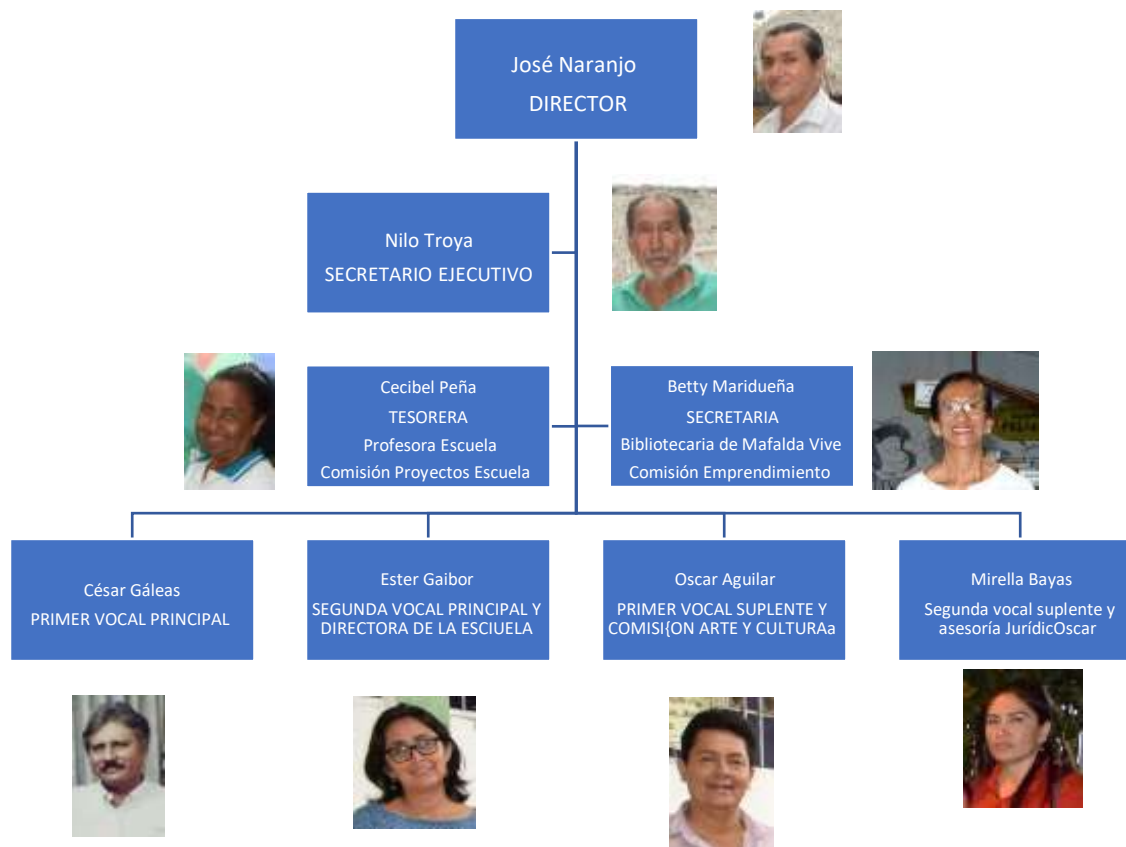 José Naranjo
DIRECTOR
Nilo Troya
SECRETARIO EJECUTIVO
Cecibel Peña
TESORERA
Profesora Escuela
Comisión Proyectos Escuela
Betty Maridueña
SECRETARIA
Bibliotecaria de Mafalda Vive
Comisión Emprendimiento
César Gáleas
PRIMER VOCAL PRINCIPAL
Ester Gaibor
SEGUNDA VOCAL PRINCIPAL Y
DIRECTORA DE LA ESCIUELA
Oscar Aguilar
PRIMER VOCAL SUPLENTE Y
COMISI{ON ARTE Y CULTURAa
Mirella Bayas
Segunda vocal suplente y
asesoría JurídicOscar